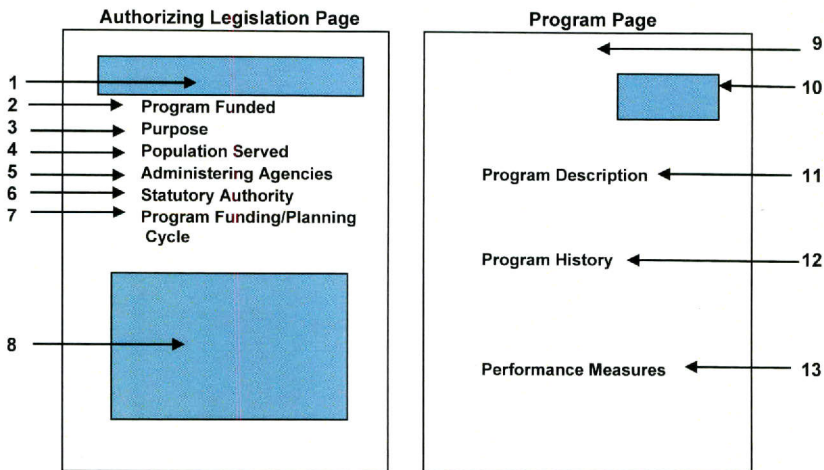 Authorizing Legislation Page
1
2 Program Funded
3 Purpose
4 Population Served
5 Administering Agencies
6 Statutory Authority
7 Program Funding/Planning
Cycle
8
Program Page
9
10
Program Description 11
Program History 12
Performance Measures 13